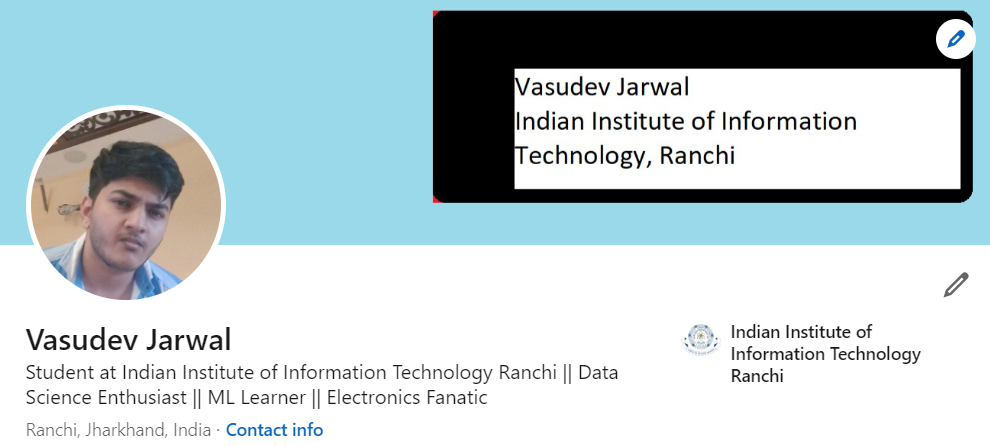 Vasudev Jarwal
Indian Institute of Information
Technology, Ranchi
Vasudev Jarwal
Student at Indian Institute of Information Technology Ranchi || Data
Science Enthusiast || ML Learner || Electronics Fanatic
Ranchi, Jharkhand, India · Contact info
Indian Institute of
Information Technology
Ranchi